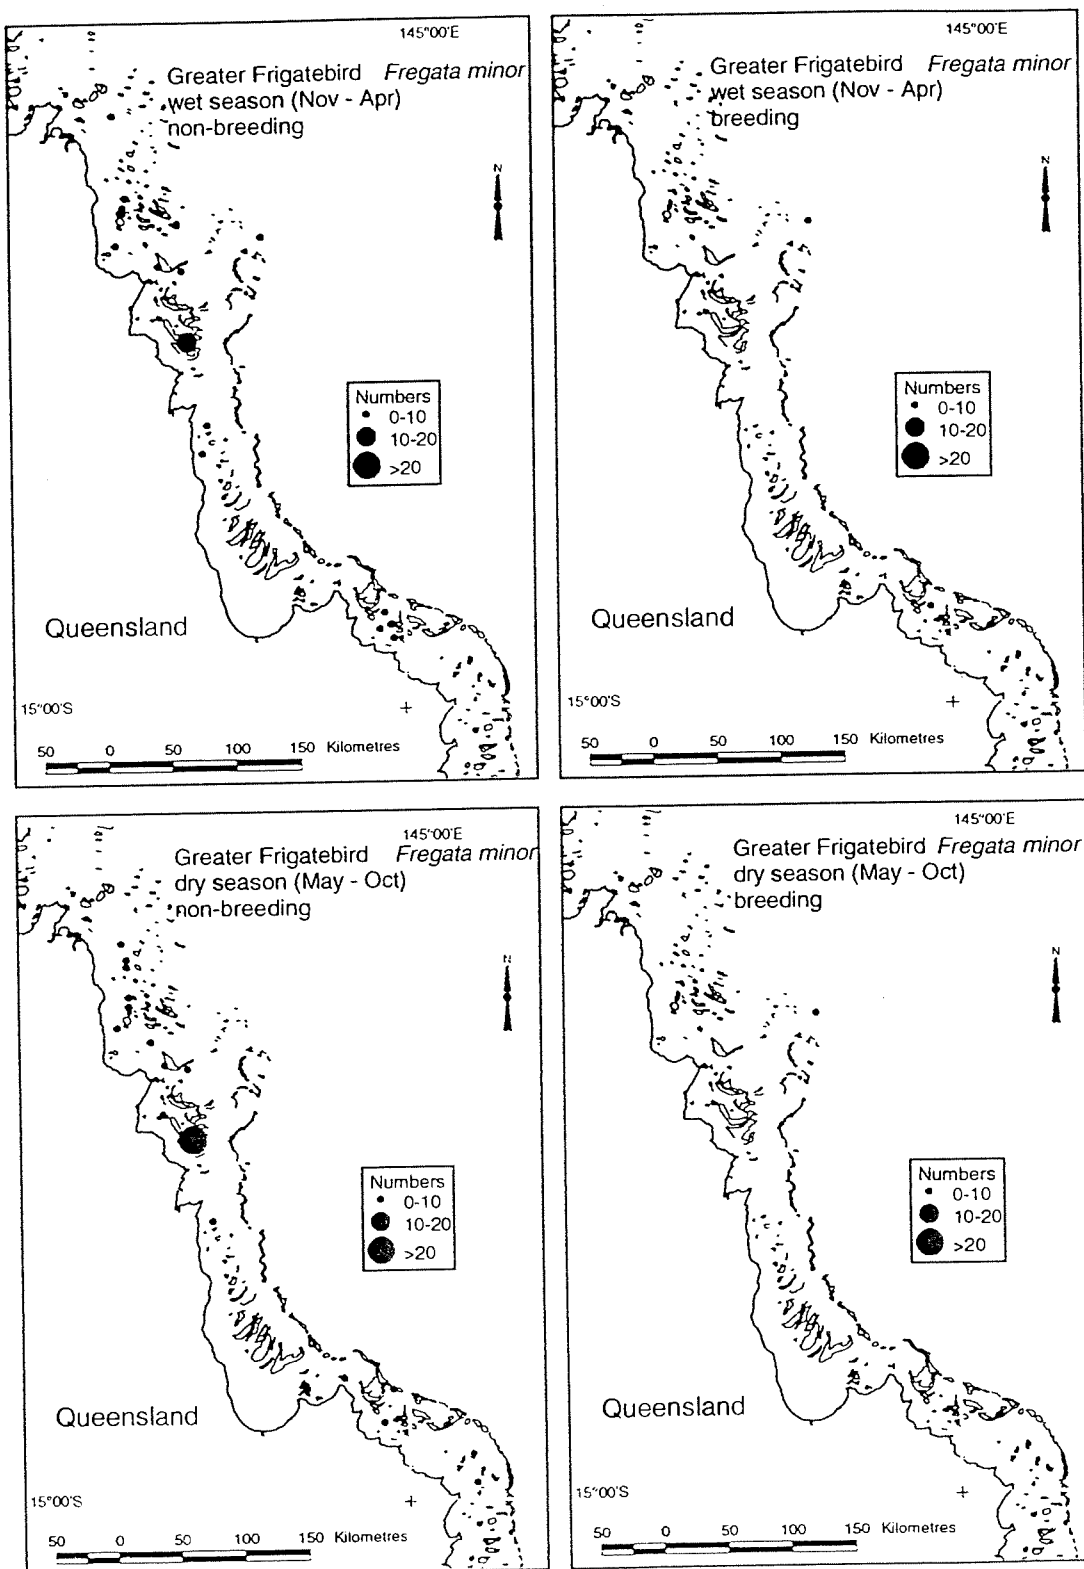 145°00'E
Greater Frigatebird Fregata minor
wet season (Nov - Apr)
non-breeding
N
Numbers
0-10
10-20
>20
Queensland
15°00'S
50 0 50 100 150 Kilometres
145°00'E
Greater Frigatebird Fregata minor
wet season (Nov - Apr)
breeding
N
Numbers
0-10
10-20
>20
Queensland
15°00'S
50 0 50 100 150 Kilometres
145°00'E
Greater Frigatebird Fregata minor
dry season (May - Oct)
non-breeding
N
Numbers
0-10
10-20
>20
Queensland
15°00'S
50 0 50 100 150 Kilometres
145°00'E
Greater Frigatebird Fregata minor
dry season (May - Oct)
breeding
N
Numbers
0-10
10-20
>20
Queensland
15°00'S
50 0 50 100 150 Kilometres